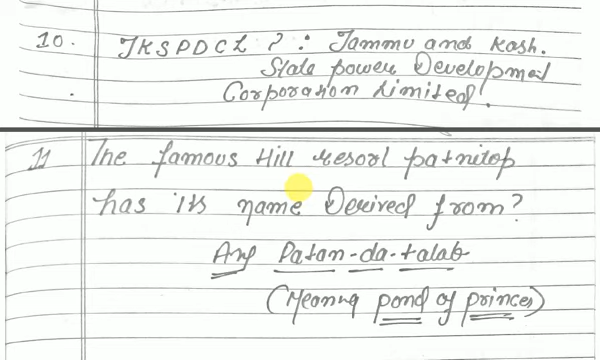 10. JKSPDCL ? : Jammu and Kash.
State power Development
Corporation Limited!
11 The famous Hill resort patnitop
has its name Derived from?
Ans Patan-da-talab
(Meaning pond of princes)